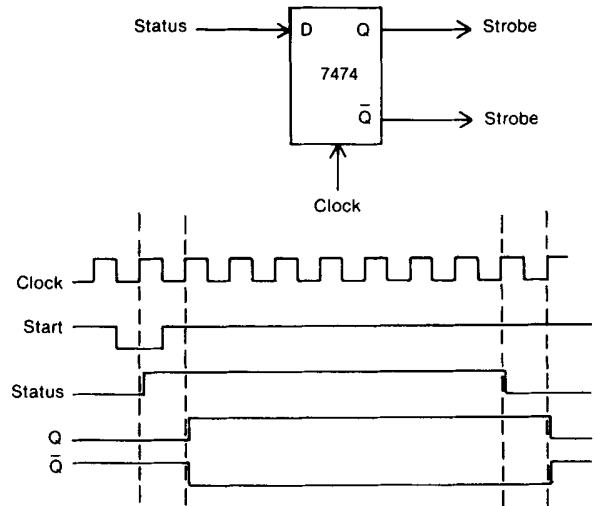 Status
D
Q
Strobe
7474
Q̅
Strobe
Clock
Clock
Start
Status
Q
Q̅